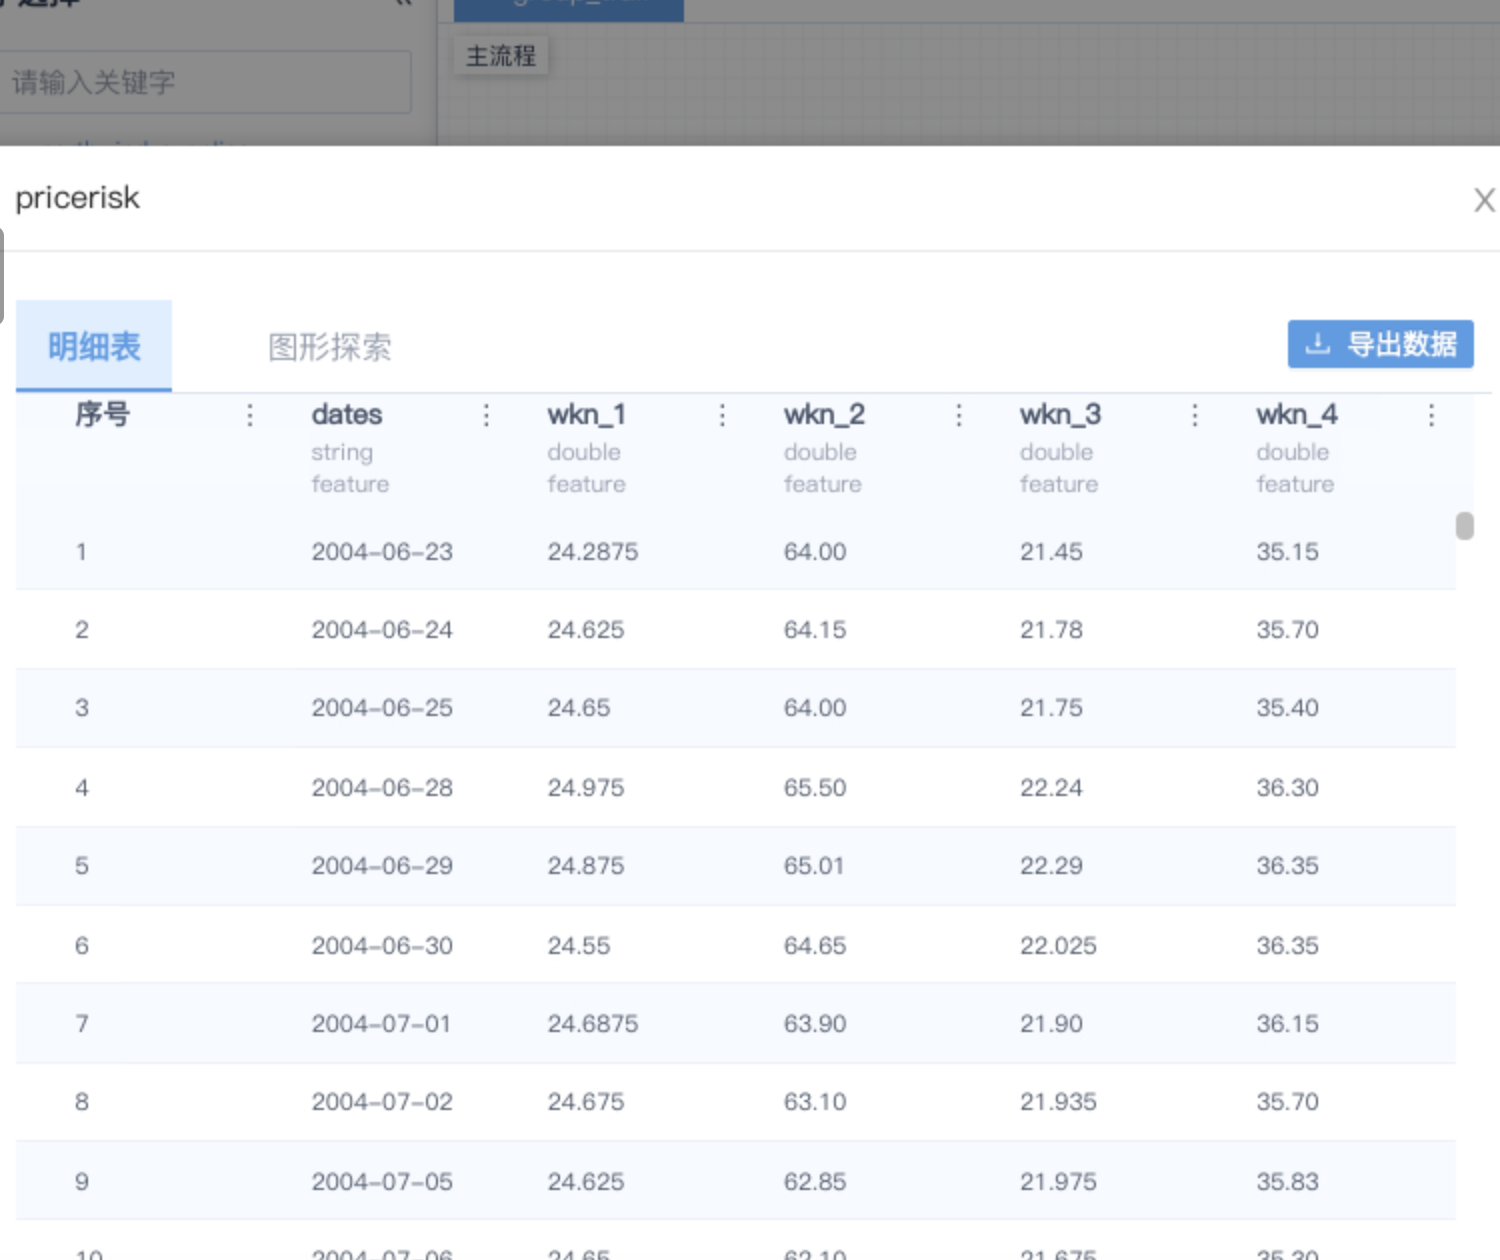 请输入关键字
主流程
pricerisk
X
明细表 图形探索 导出数据
序号 dates wkn_1 wkn_2 wkn_3 wkn_4
string double double double double
feature feature feature feature feature
1 2004-06-23 24.2875 64.00 21.45 35.15
2 2004-06-24 24.625 64.15 21.78 35.70
3 2004-06-25 24.65 64.00 21.75 35.40
4 2004-06-28 24.975 65.50 22.24 36.30
5 2004-06-29 24.875 65.01 22.29 36.35
6 2004-06-30 24.55 64.65 22.025 36.35
7 2004-07-01 24.6875 63.90 21.90 36.15
8 2004-07-02 24.675 63.10 21.935 35.70
9 2004-07-05 24.625 62.85 21.975 35.83
10 2004-07-06 24.65 62.10 21.675 35.30